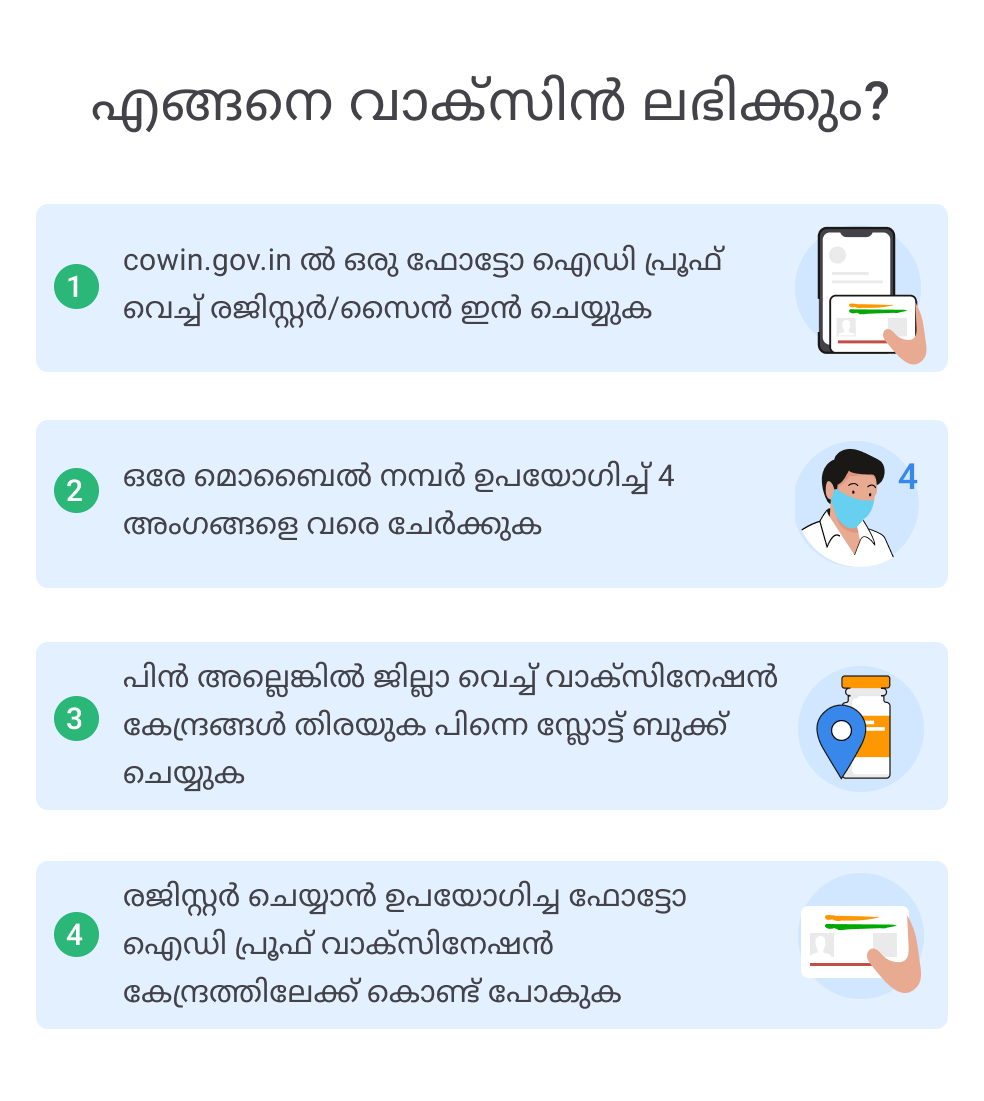 എങ്ങനെ വാക്സിൻ ലഭിക്കും?
1
cowin.gov.in ൽ ഒരു ഫോട്ടോ ഐഡി പ്രൂഫ്
വെച്ച് രജിസ്റ്റർ/സൈൻ ഇൻ ചെയ്യുക
2
ഒരേ മൊബൈൽ നമ്പർ ഉപയോഗിച്ച് 4
അംഗങ്ങളെ വരെ ചേർക്കുക
4
3
പിൻ അല്ലെങ്കിൽ ജില്ലാ വെച്ച് വാക്സിനേഷൻ
കേന്ദ്രങ്ങൾ തിരയുക പിന്നെ സ്ലോട്ട് ബുക്ക്
ചെയ്യുക
4
രജിസ്റ്റർ ചെയ്യാൻ ഉപയോഗിച്ച ഫോട്ടോ
ഐഡി പ്രൂഫ് വാക്സിനേഷൻ
കേന്ദ്രത്തിലേക്ക് കൊണ്ട് പോകുക